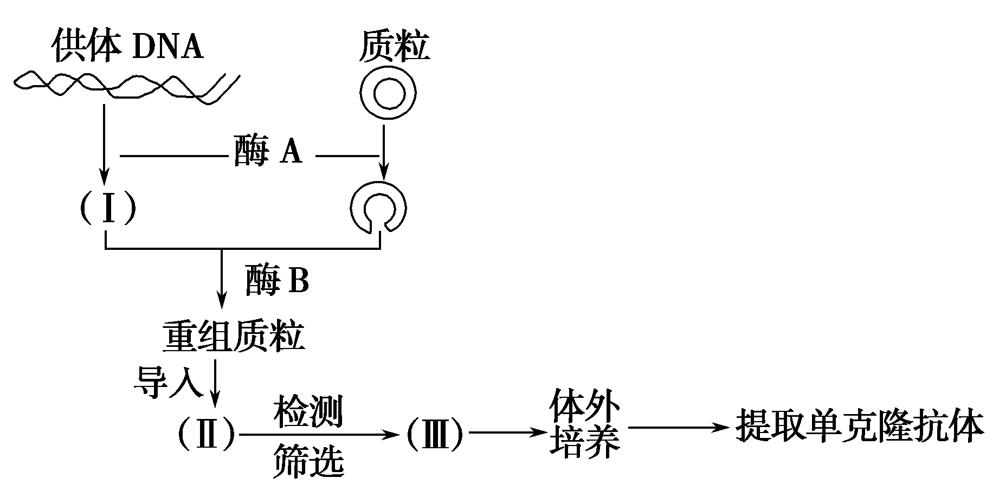 供体 DNA
质粒
酶 A
(Ⅰ)
酶 B
重组质粒
导入
(Ⅱ)
检测
筛选
(Ⅲ)
体外
培养
提取单克隆抗体